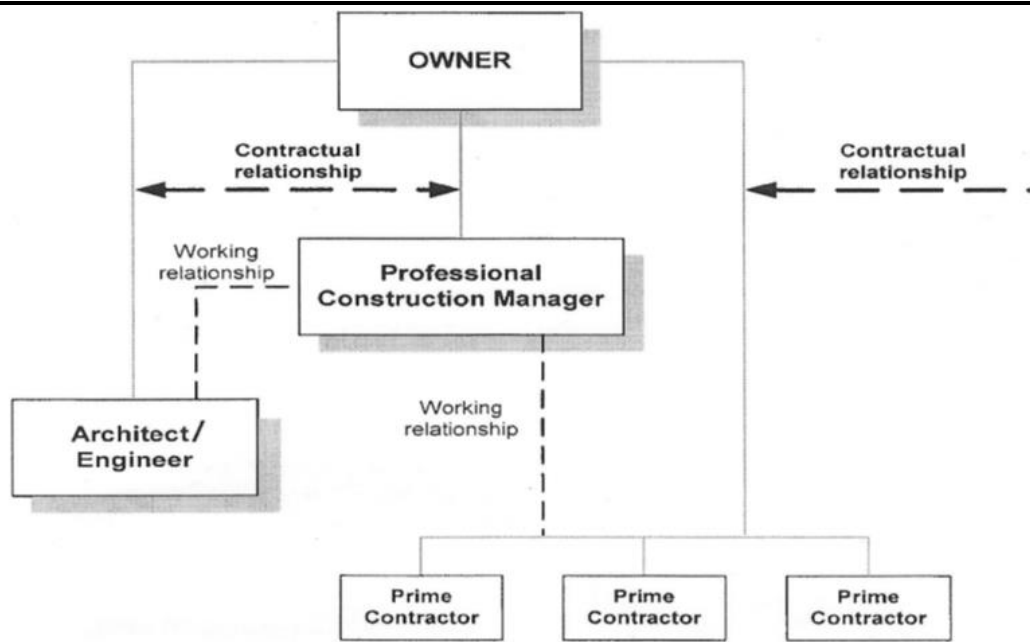 OWNER
Contractual
relationship
Contractual
relationship
Working
relationship
Professional
Construction Manager
Architect/
Engineer
Working
relationship
Prime
Contractor
Prime
Contractor
Prime
Contractor